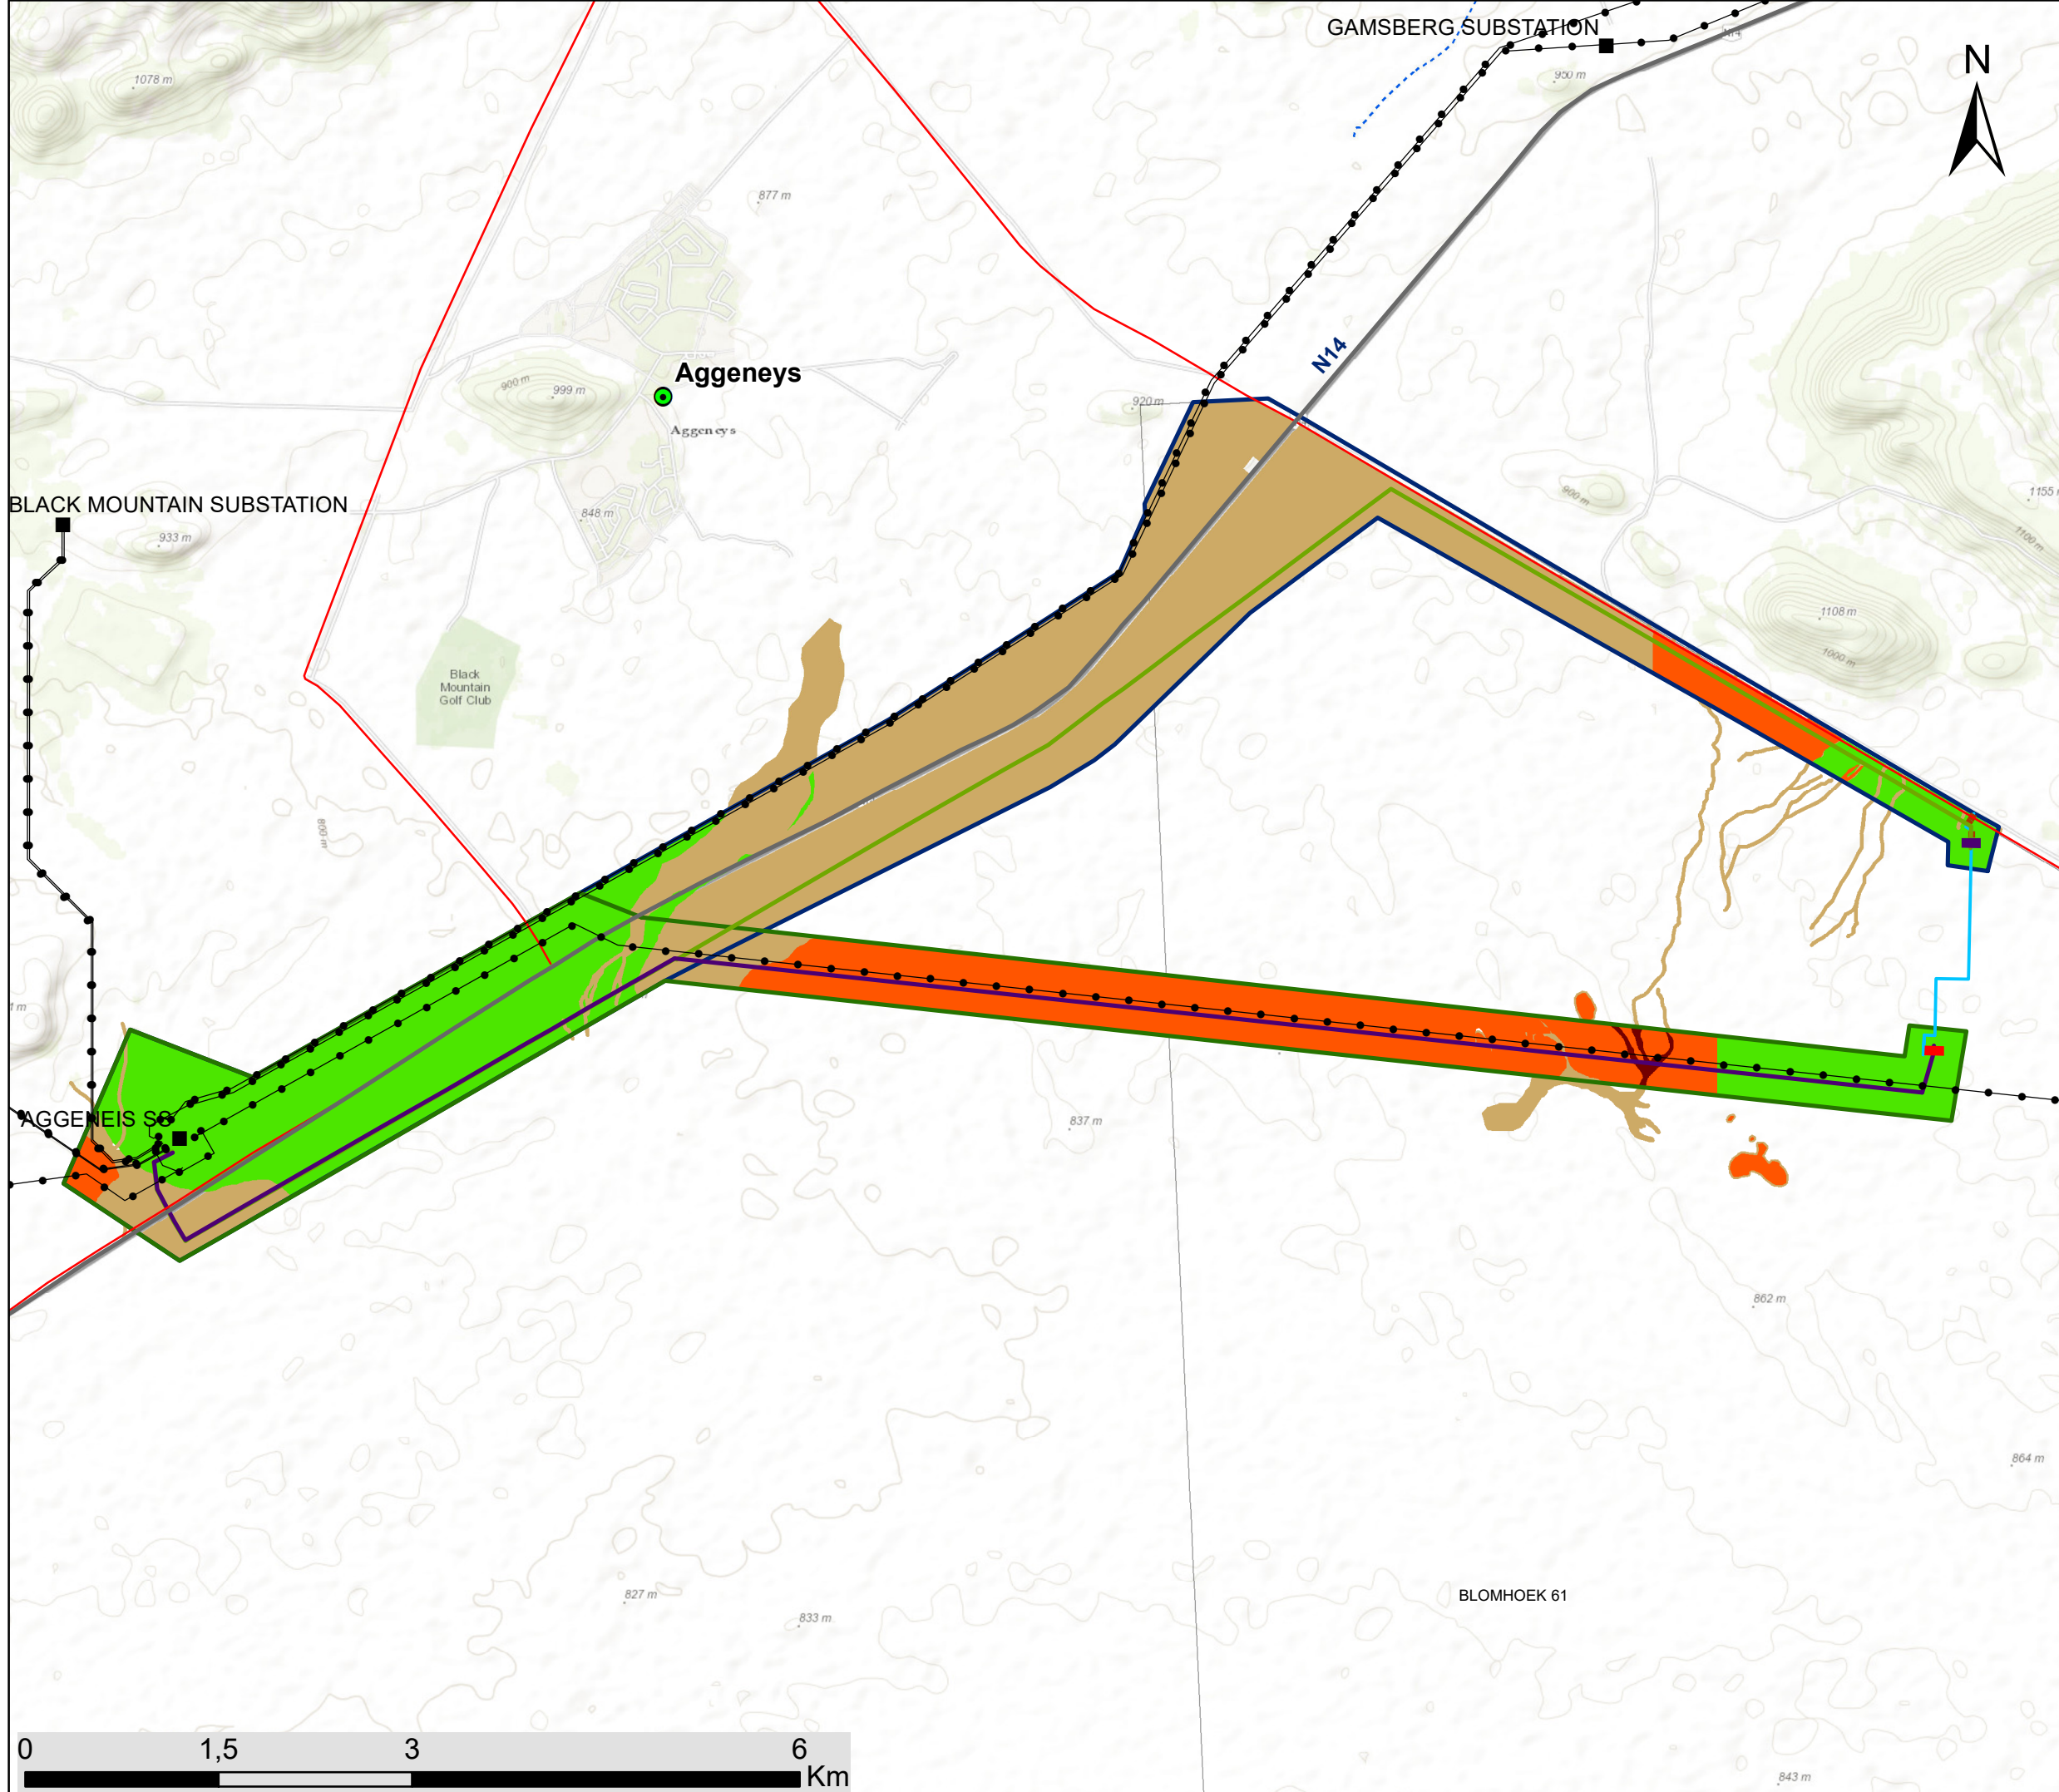 GAMSBERG SUBSTATION
N14
N
950 m
1078 m
877 m
N14
Aggeneys
900 m
999 m
920 m
Aggeneys
BLACK MOUNTAIN SUBSTATION
933 m
848 m
900 m
1155
1100 m
1108 m
1000 m
Black
Mountain
Golf Club
800 m
1 m
AGGENEIS SS
837 m
862 m
864 m
827 m
833 m
BLOMHOEK 61
843 m
0 1,5 3 6
Km